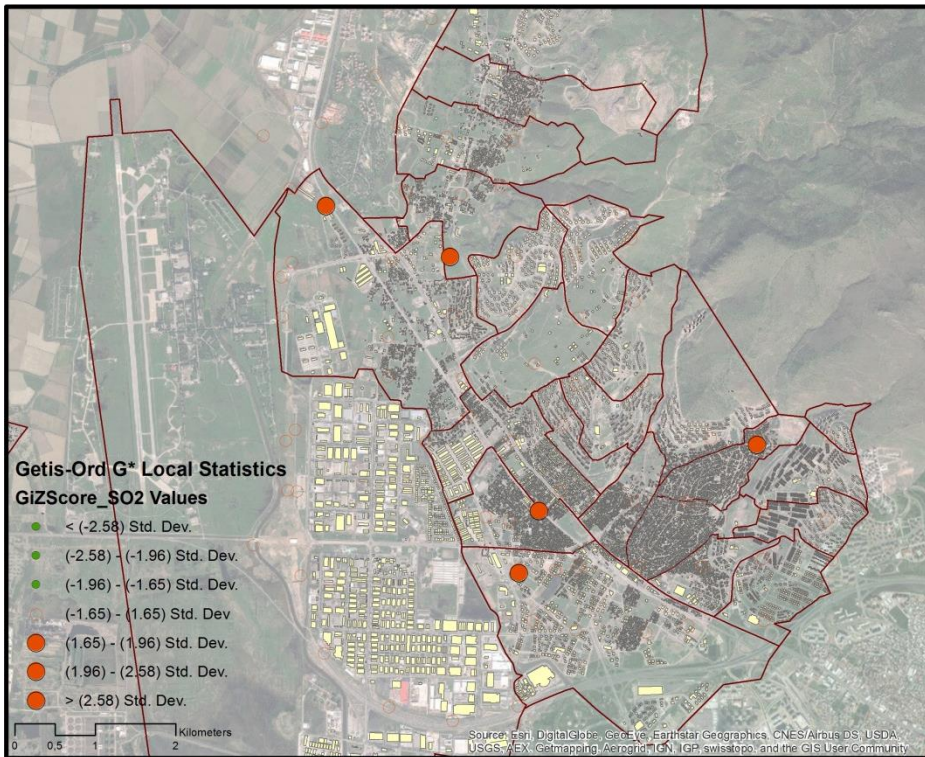 Getis-Ord G* Local Statistics
GiZScore_SO2 Values
< (-2.58) Std. Dev.
(-2.58) - (-1.96) Std. Dev.
(-1.96) - (-1.65) Std. Dev.
(-1.65) - (1.65) Std. Dev
(1.65) - (1.96) Std. Dev.
(1.96) - (2.58) Std. Dev.
> (2.58) Std. Dev.
Kilometers
0 0,5 1 2
Source: Esri, DigitalGlobe, GeoEye, Earthstar Geographics, CNES/Airbus DS, USDA
USGS, AEX, Getmapping, Aerogrid, IGN, IGP, swisstopo, and the GIS User Community